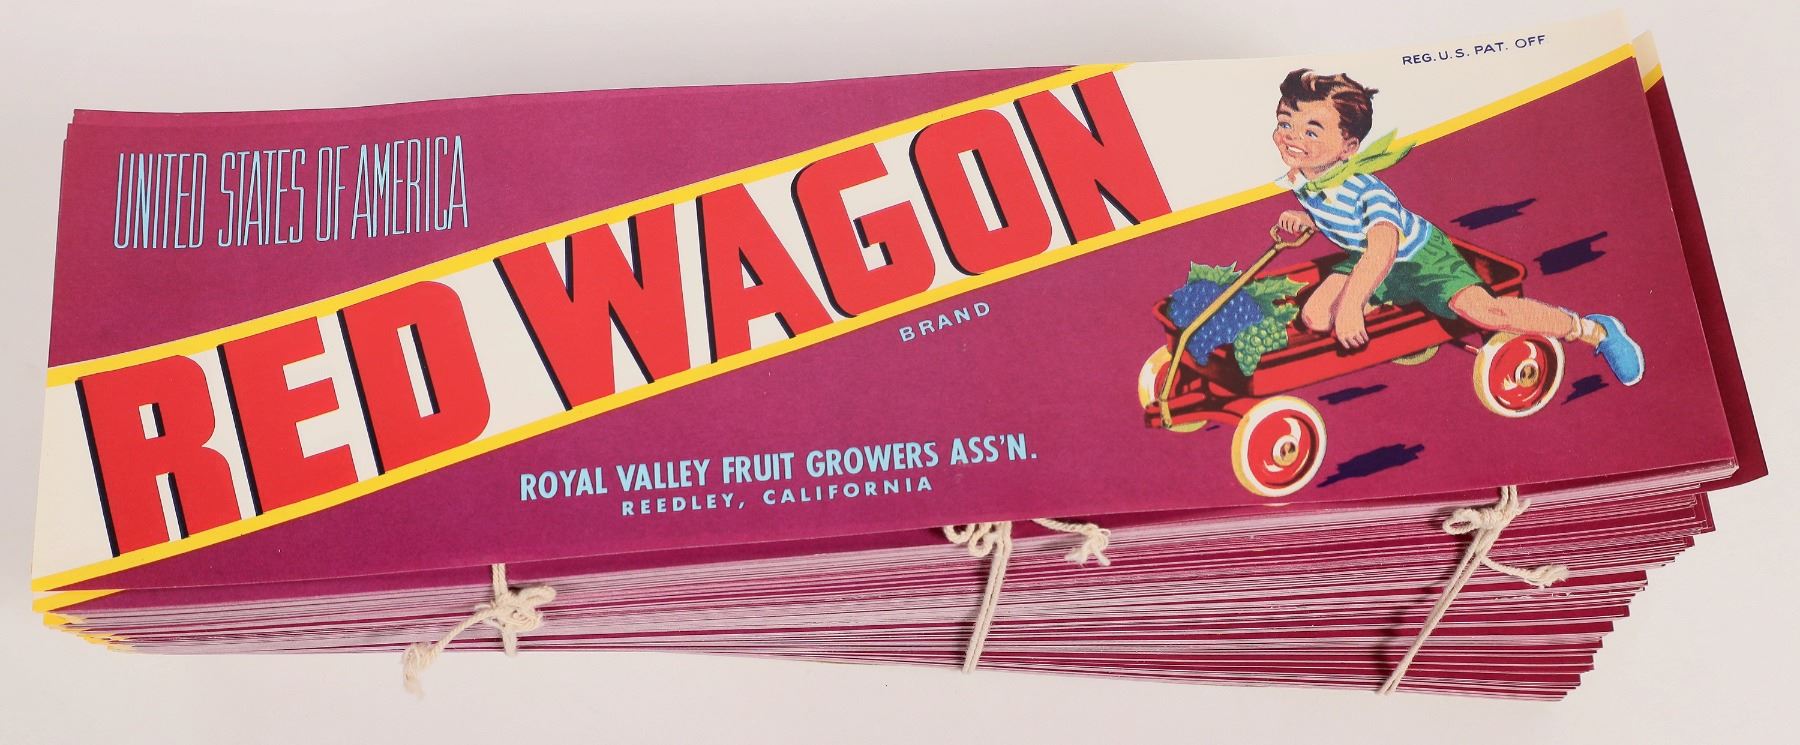 REG. U.S. PAT. OFF
UNITED STATES OF AMERICA
RED WAGON
BRAND
ROYAL VALLEY FRUIT GROWERS ASS'N.
REEDLEY, CALIFORNIA